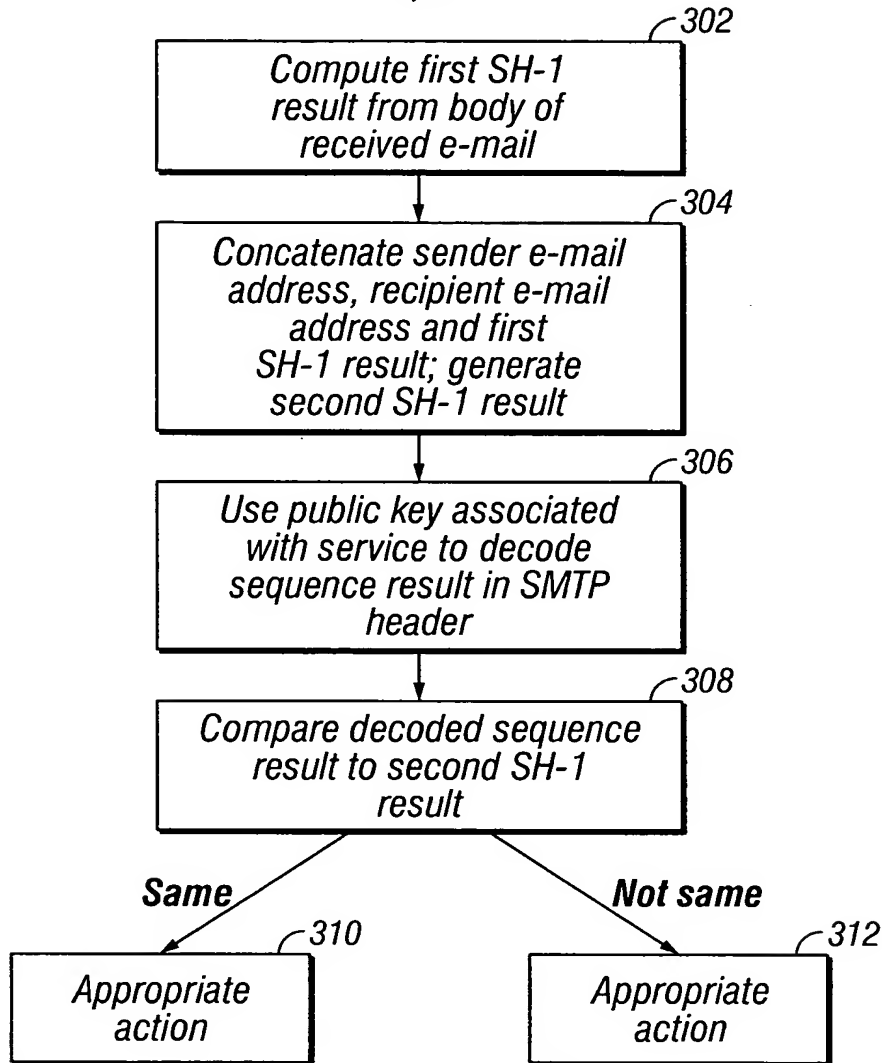 302
Compute first SH-1
result from body of
received e-mail
304
Concatenate sender e-mail
address, recipient e-mail
address and first
SH-1 result; generate
second SH-1 result
306
Use public key associated
with service to decode
sequence result in SMTP
header
308
Compare decoded sequence
result to second SH-1
result
Same
Not same
310
Appropriate
action
312
Appropriate
action